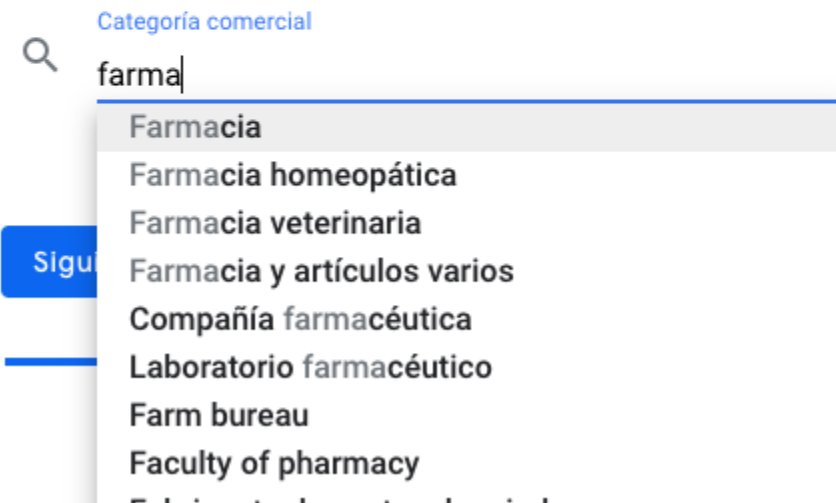 Categoría comercial
farma
Farmacia
Farmacia homeopática
Farmacia veterinaria
Farmacia y artículos varios
Sigui
Compañía farmacéutica
Laboratorio farmacéutico
Farm bureau
Faculty of pharmacy